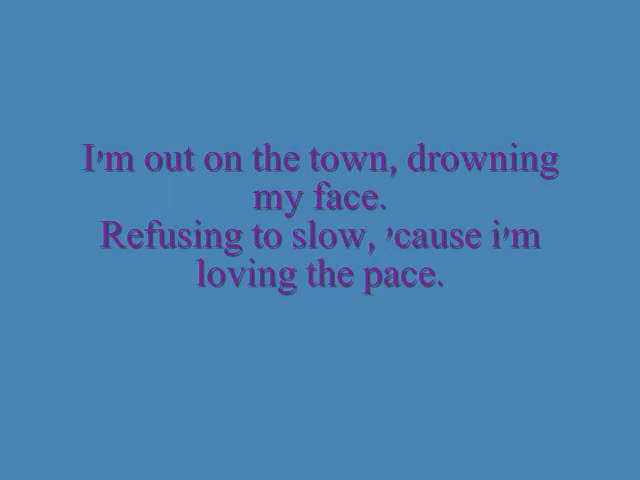 I'm out on the town, drowning
my face.
Refusing to slow, 'cause i'm
loving the pace.